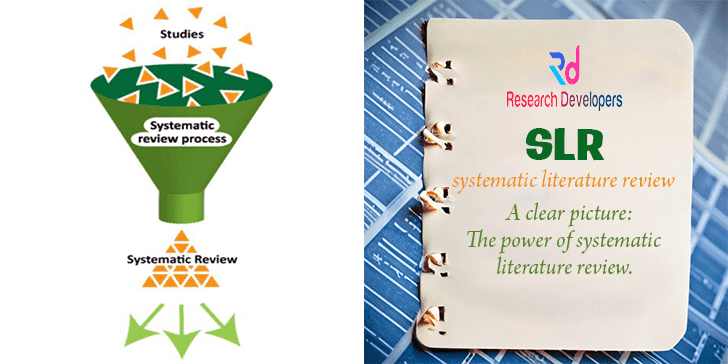 Studies
Systematic
review process
Systematic Review
Rd
Research Developers
SLR
systematic literature review
A clear picture:
The power of systematic
literature review.